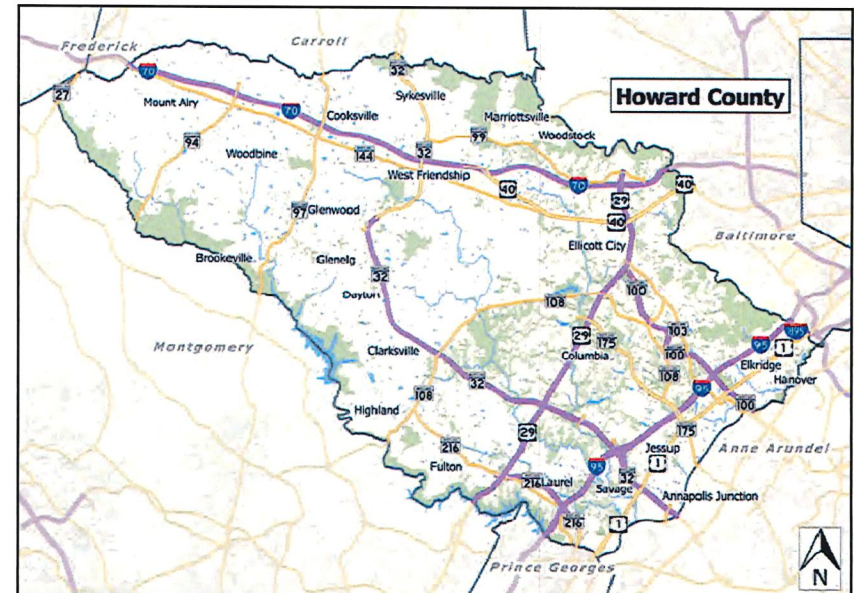 Frederick
Carroll
32
70
27
Mount Airy
70
Sykesville
Howard County
Cooksville
Marriottsville
94
99
Woodstock
Woodbine
144
32
West Friendship
40
70
29
40
97
Glenwood
40
Ellicott City
Baltimore
Brookeville
Glenelg
32
Dayton
100
108
103
895
29
175
95
1
Montgomery
Clarksville
Columbia
100
Elkridge
32
108
Hanover
95
108
100
Highland
29
175
216
Jessup
Anne Arundel
Fulton
95
1
216
Laurel
32
Savage
Annapolis Junction
216
1
Prince Georges
N